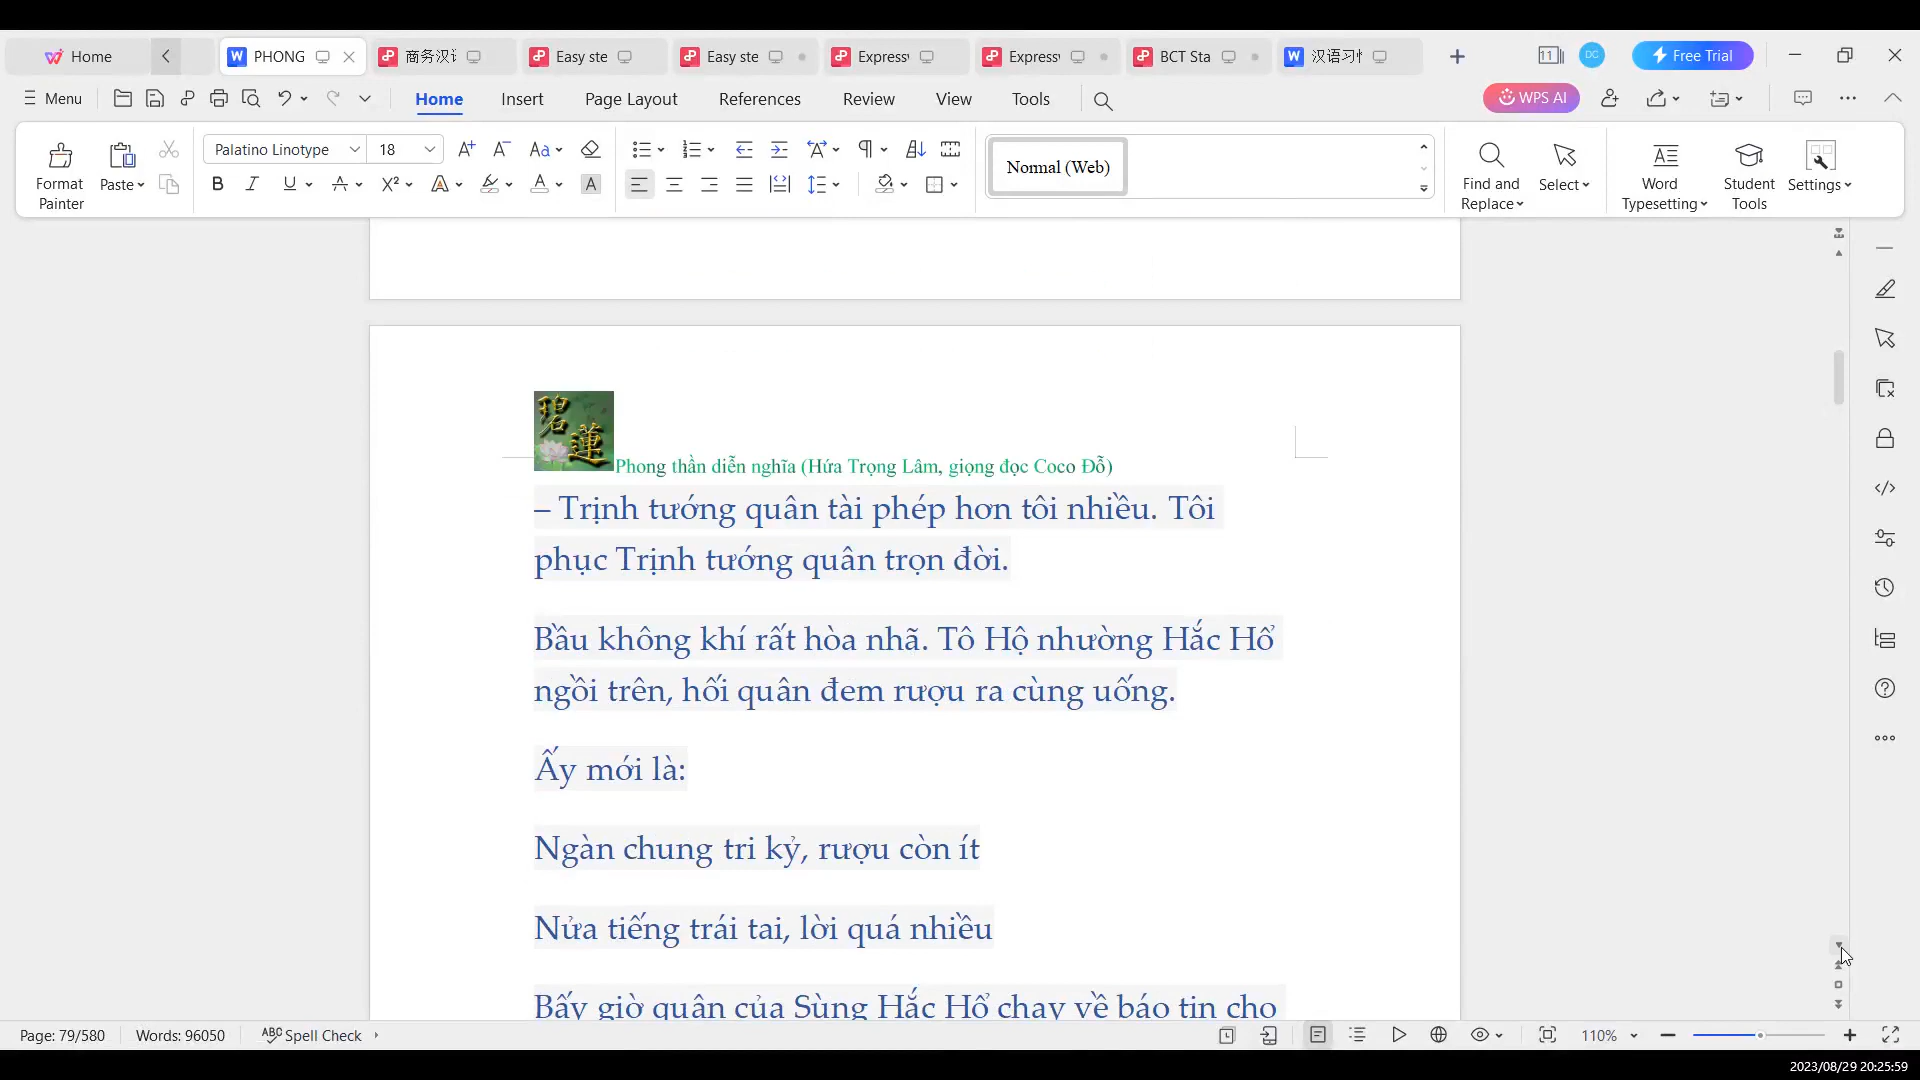 Home
PHONG
商务汉语
Easy ste
Easy ste
Express
Express
BCT Sta
汉语习
11
DC
Free Trial
Menu
Home
Insert
Page Layout
References
Review
View
Tools
WPS AI
Format Painter
Paste
Palatino Linotype
18
Normal (Web)
Find and Replace
Select
Word Typesetting
Student Tools
Settings
碧蓮
Phong thần diễn nghĩa (Hứa Trọng Lâm, giọng đọc Coco Đỗ)
– Trịnh tướng quân tài phép hơn tôi nhiều. Tôi
phục Trịnh tướng quân trọn đời.
Bầu không khí rất hòa nhã. Tô Hộ nhường Hắc Hổ
ngồi trên, hối quân đem rượu ra cùng uống.
Ấy mới là:
Ngàn chung tri kỷ, rượu còn ít
Nửa tiếng trái tai, lời quá nhiều
Bấy giờ quân của Sùng Hắc Hổ chạy về báo tin cho
Page: 79/580
Words: 96050
Spell Check
110%
2023/08/29 20:25:59